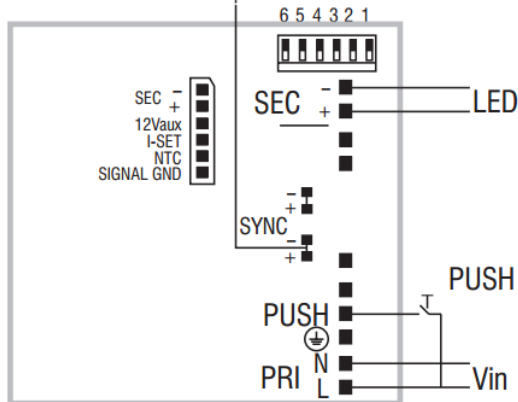 6 5 4 3 2 1
SEC -
+
12Vaux
I-SET
NTC
SIGNAL GND
SEC -
+
LED
-
+
SYNC
-
+
PUSH
PUSH
PRI N
L
Vin